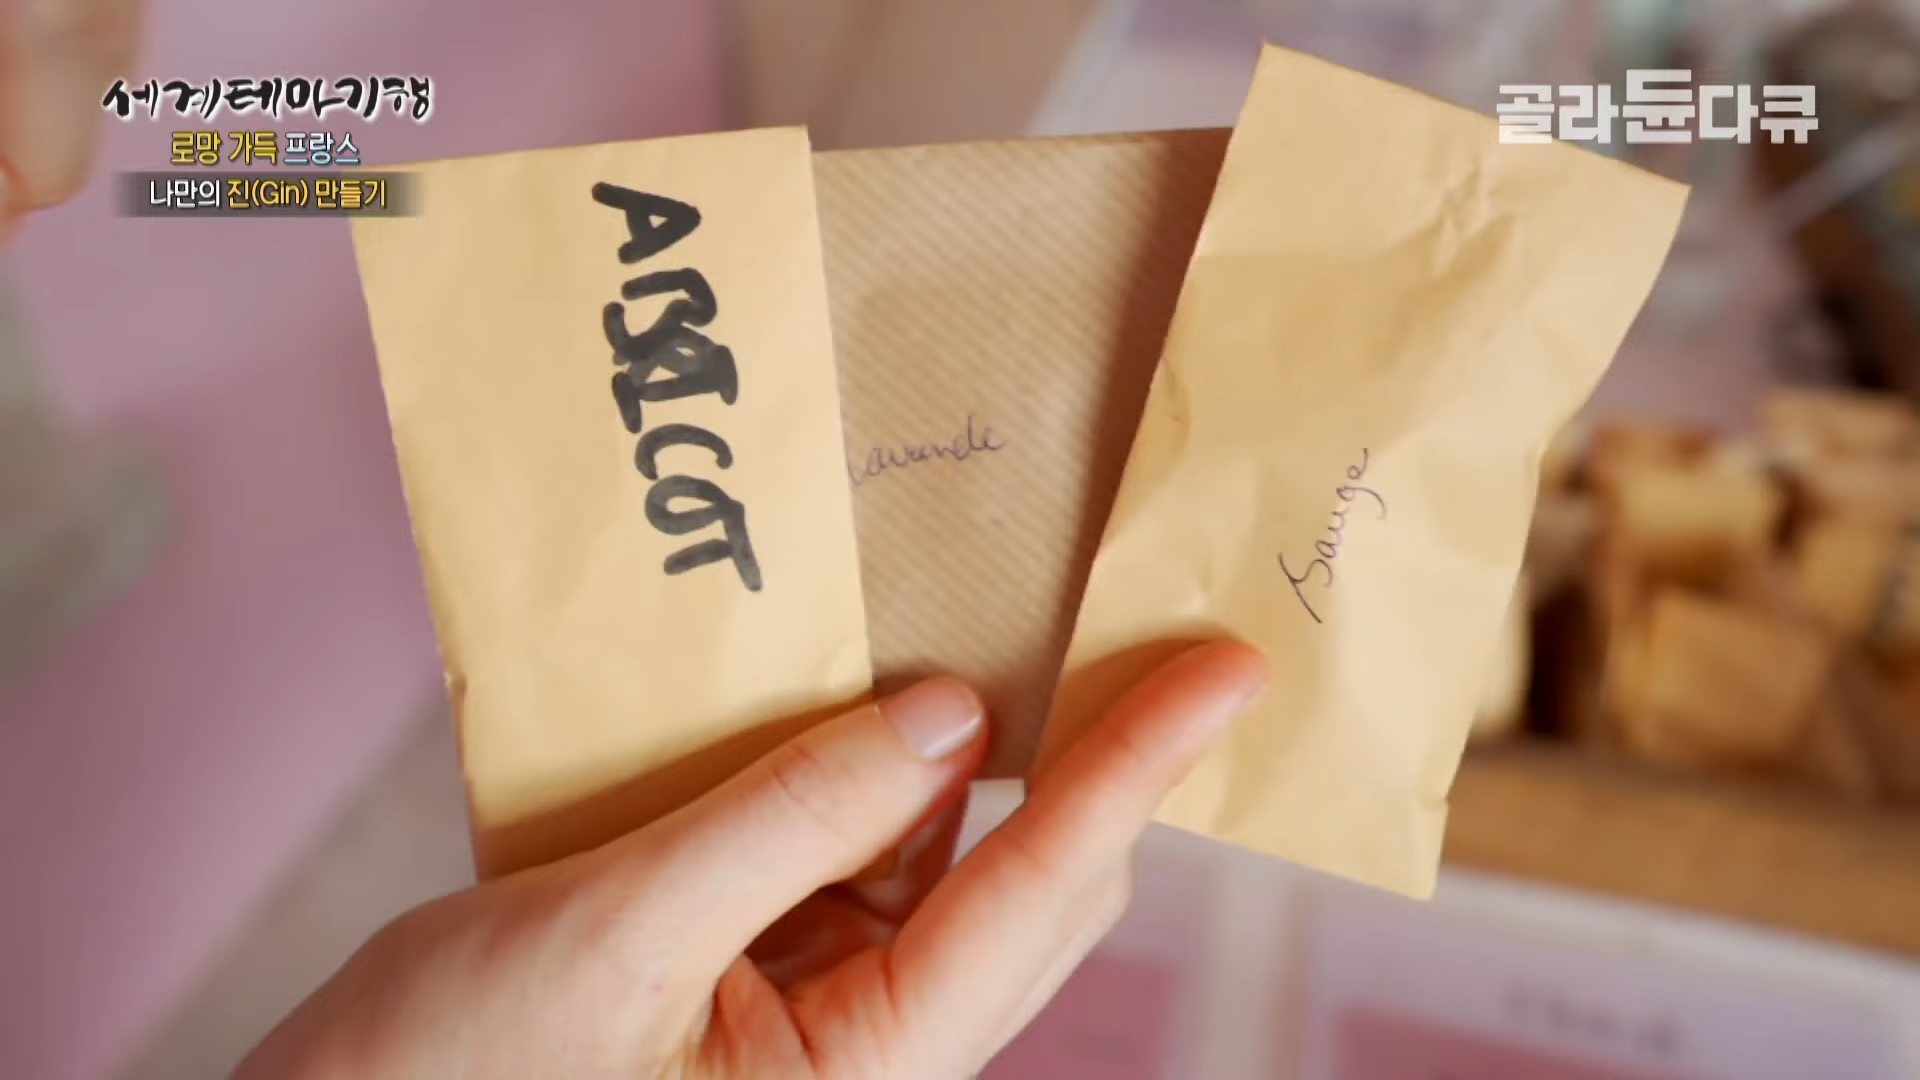 세계테마기행
로망 가득 프랑스
나만의 진(Gin) 만들기
골라듄다큐
Lavande
Sauge